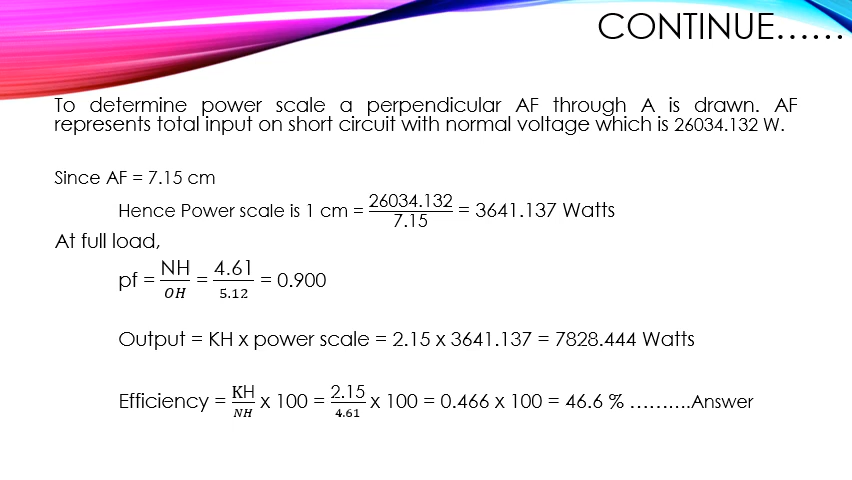 CONTINUE……
To determine power scale a perpendicular AF through A is drawn. AF
represents total input on short circuit with normal voltage which is 26034.132 W.
Since AF = 7.15 cm
Hence Power scale is 1 cm = 26034.132/7.15 = 3641.137 Watts
At full load,
pf = NH/OH = 4.61/5.12 = 0.900
Output = KH x power scale = 2.15 x 3641.137 = 7828.444 Watts
Efficiency = KH/NH x 100 = 2.15/4.61 x 100 = 0.466 x 100 = 46.6 % ……….Answer